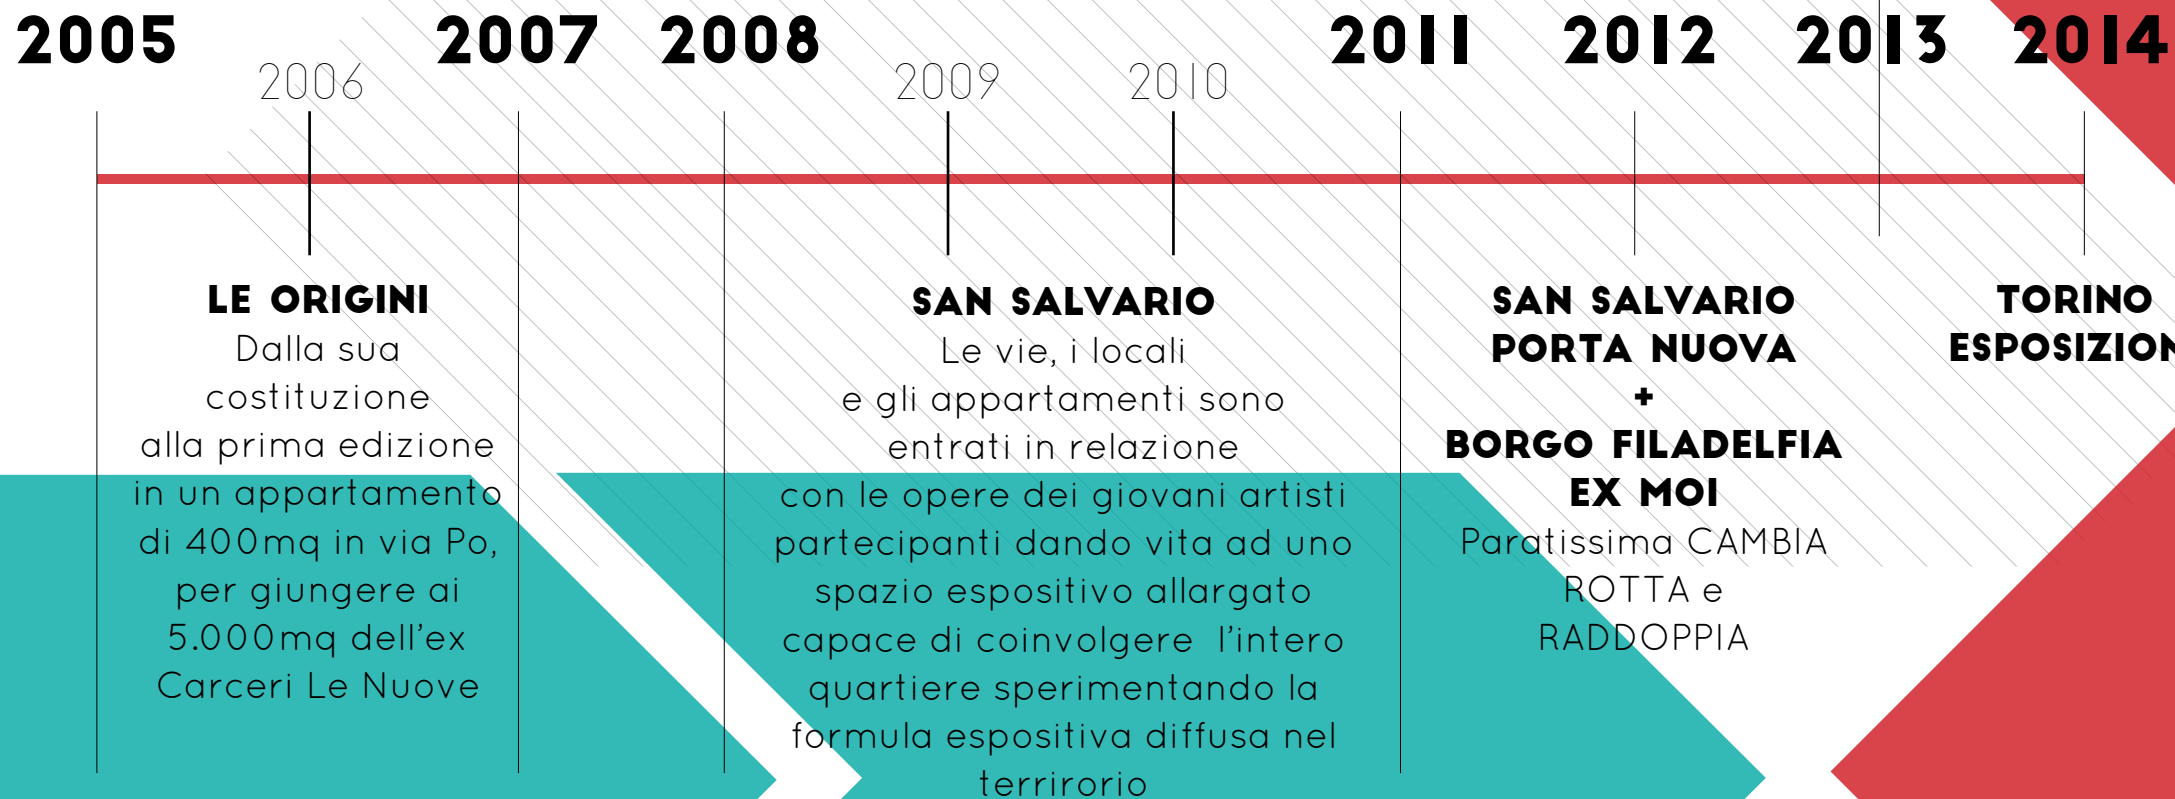 2005 2006 2007 2008 2009 2010 2011 2012 2013 2014
LE ORIGINI
Dalla sua
costituzione
alla prima edizione
in un appartamento
di 400mq in via Po,
per giungere ai
5.000mq dell'ex
Carceri Le Nuove
SAN SALVARIO
Le vie, i locali
e gli appartamenti sono
entrati in relazione
con le opere dei giovani artisti
partecipanti dando vita ad uno
spazio espositivo allargato
capace di coinvolgere l'intero
quartiere sperimentando la
formula espositiva diffusa nel
terrirorio
SAN SALVARIO
PORTA NUOVA
+
BORGO FILADELFIA
EX MOI
Paratissima CAMBIA
ROTTA e
RADDOPPIA
TORINO